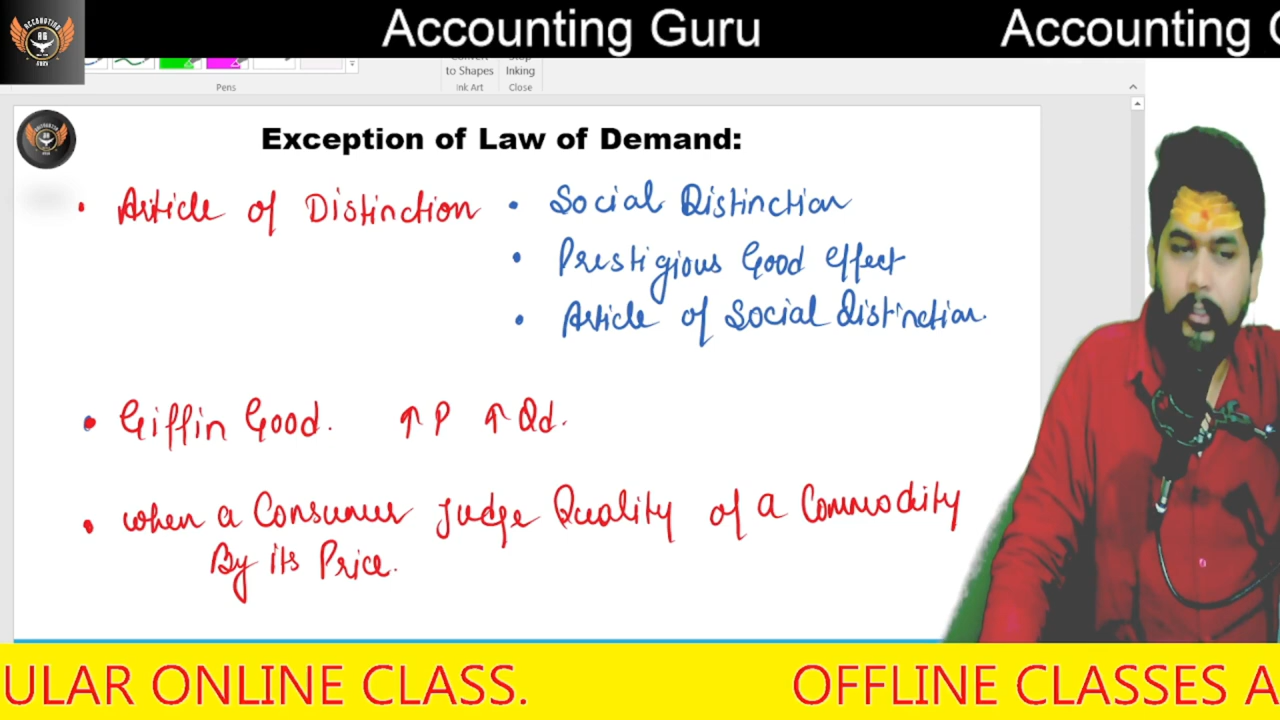 Accounting Guru
Accounting G
Convert
to Shapes
Stop
Inking
Pens
Ink Art
Close
Exception of Law of Demand:
• Article of Distinction
• Social Distinction
• Prestigious Good effect
• Article of Social Distinction.
• Giffin Good. ↑P ↑Qd.
• when a Consumer judge Quality of a Commodity
By its Price.
ULAR ONLINE CLASS.
OFFLINE CLASSES A